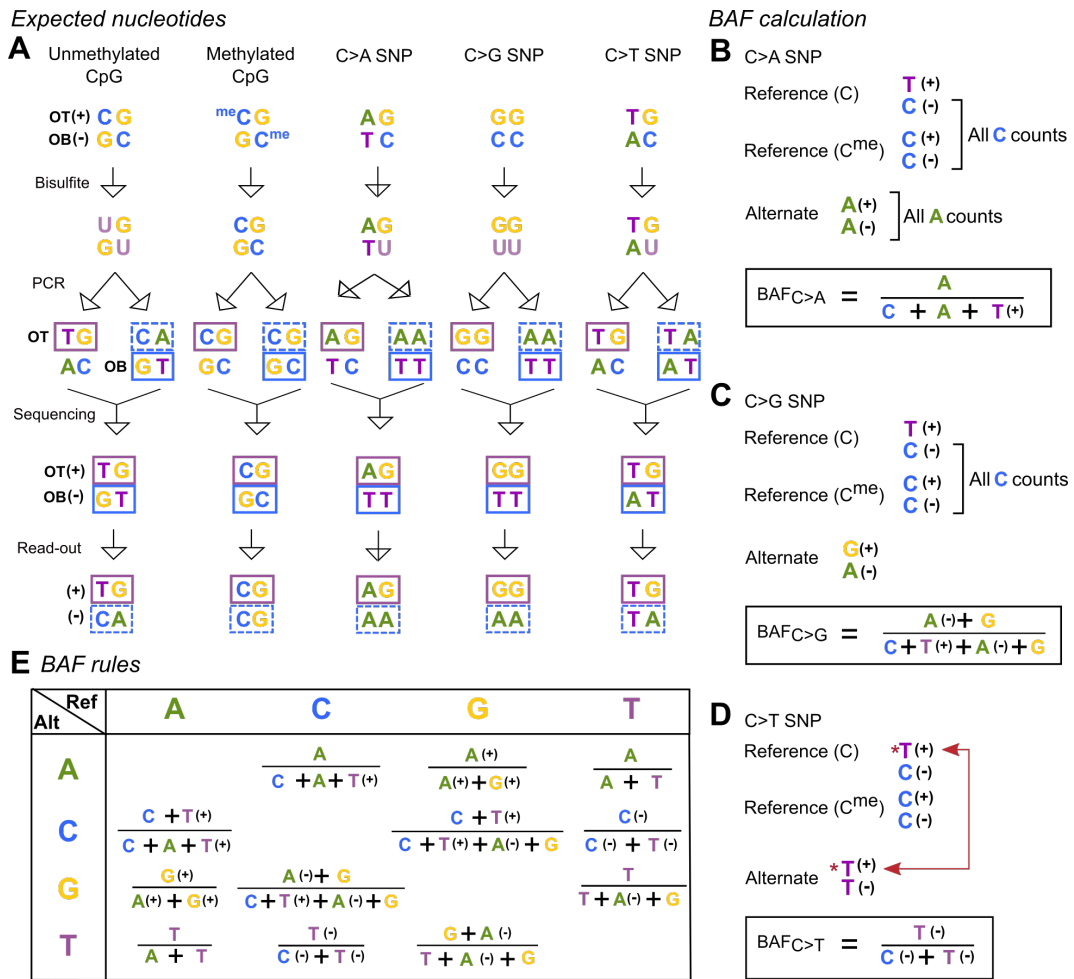 Expected nucleotides
A
Unmethylated CpG
Methylated CpG
C>A SNP
C>G SNP
C>T SNP
OT(+) CG meCG AG GG TG
OB(-) GC GCme TC CC AC
Bisulfite
UG CG AG GG TG
GU GC TU UU AU
PCR
OT TG CA CG CG AG AA GG AA TG TA
AC OB GT GC GC TC TT CC TT AC AT
Sequencing
OT(+) TG CG AG GG TG
OB(-) GT GC TT TT AT
Read-out
(+) TG CG AG GG TG
(-) CA CG AA AA TA
BAF calculation
B C>A SNP
Reference (C) T(+)
C(-)
Reference (Cme) C(+)
C(-)
All C counts
Alternate A(+)
A(-)
All A counts
BAFC>A = A
C + A + T(+)
C C>G SNP
Reference (C) T(+)
C(-)
Reference (Cme) C(+)
C(-)
All C counts
Alternate G(+)
A(-)
BAFC>G = A(-)+ G
C+T(+)+A(-)+G
D C>T SNP
Reference (C) *T(+)
C(-)
Reference (Cme) C(+)
C(-)
Alternate *T(+)
T(-)
BAFC>T = T(-)
C(-)+ T(-)
E BAF rules
Ref
Alt
A C G T
A
A
C +A+T(+)
A(+)
A(+)+G(+)
A
A + T
C
C +T(+)
C+A+T(+)
C +T(+)
C+T(+)+A(-)+G
C(-)
C(-)+ T(-)
G
G(+)
A(+)+G(+)
A(-)+ G
C+T(+)+A(-)+G
T
T+A(-)+G
T
T
A + T
T(-)
C(-)+T(-)
G+A(-)
T+A(-)+G